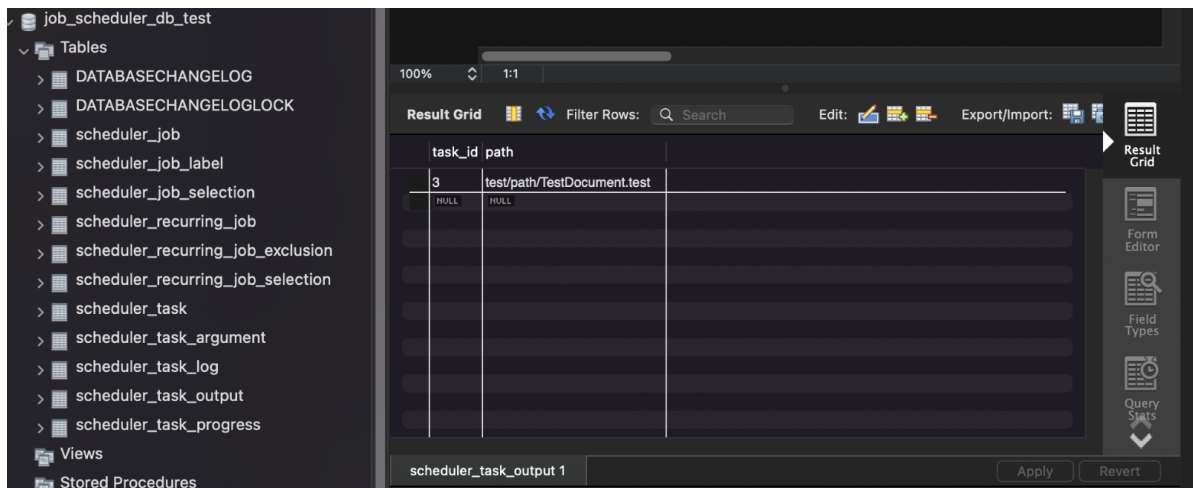 job_scheduler_db_test
Tables
DATABASECHANGELOG
DATABASECHANGELOGLOCK
scheduler_job
scheduler_job_label
scheduler_job_selection
scheduler_recurring_job
scheduler_recurring_job_exclusion
scheduler_recurring_job_selection
scheduler_task
scheduler_task_argument
scheduler_task_log
scheduler_task_output
scheduler_task_progress
Views
Stored Procedures
100% 1:1
Result Grid Filter Rows: Search Edit: Export/Import:
task_id path
3 test/path/TestDocument.test
NULL NULL
Result
Grid
Form
Editor
Field
Types
Query
Stats
scheduler_task_output 1 Apply Revert